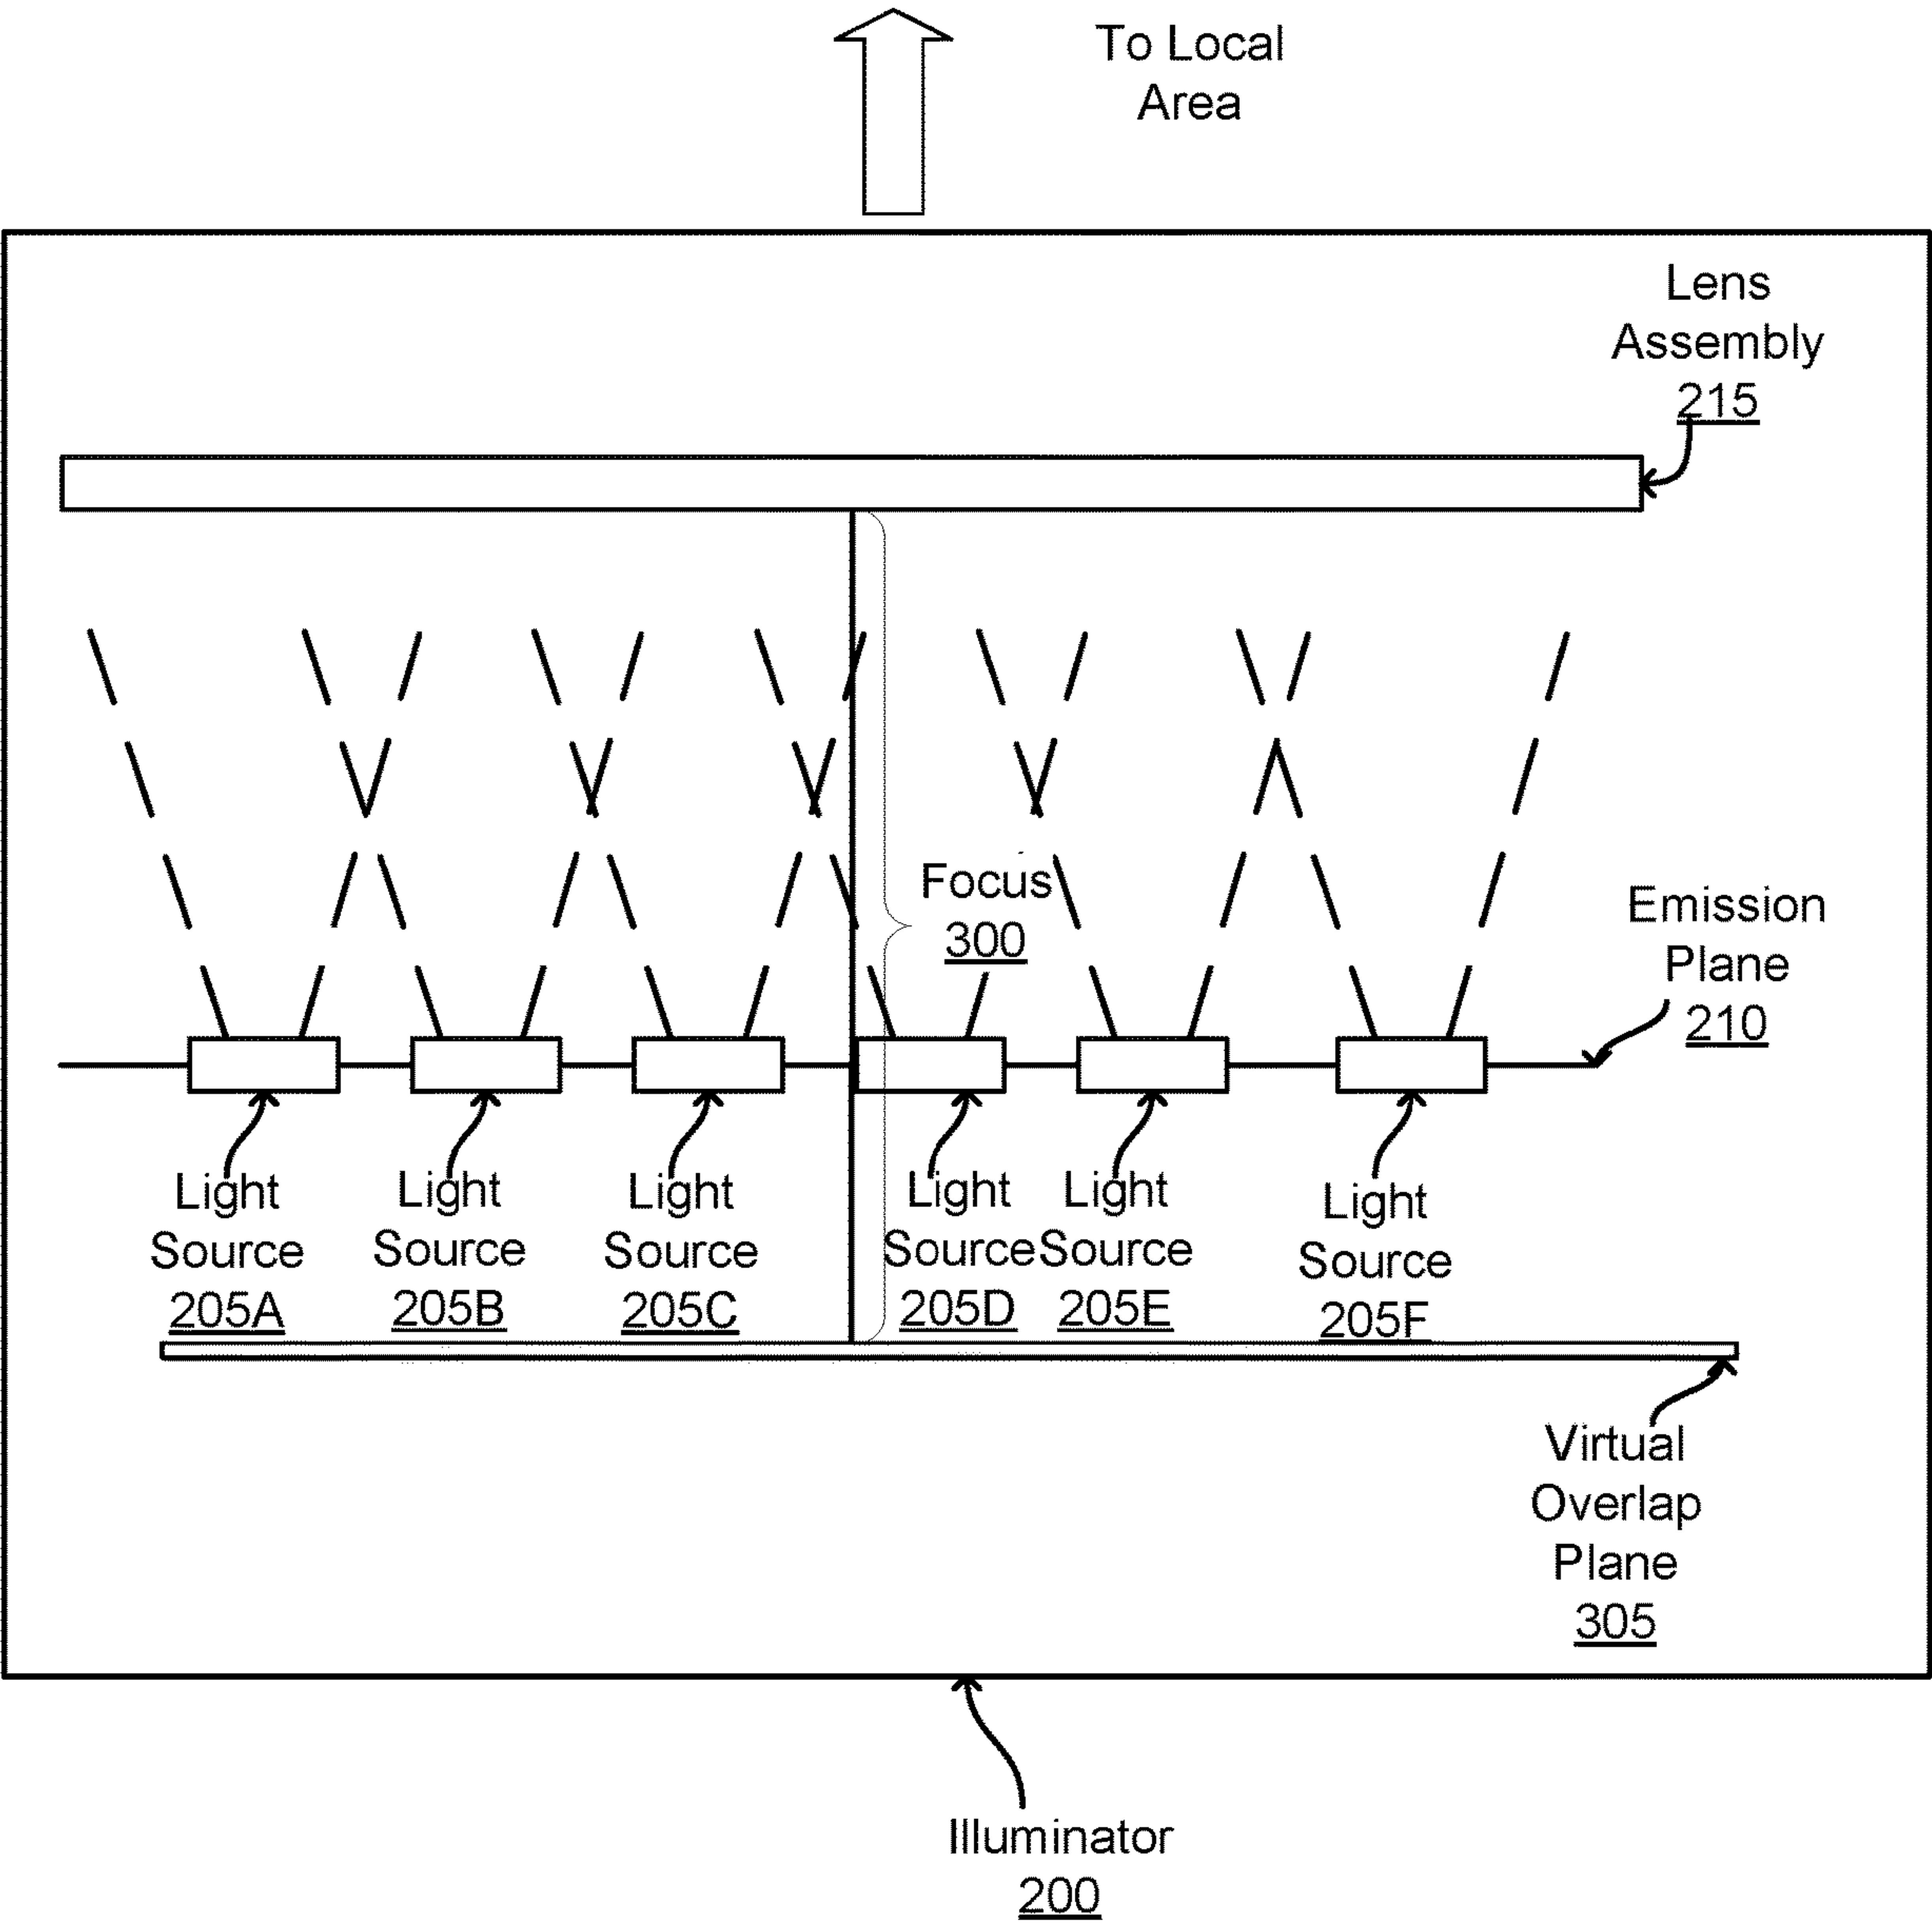 To Local
Area
Lens
Assembly
215
Focus
300
Emission
Plane
210
Light
Source
205A
Light
Source
205B
Light
Source
205C
Light
Source
205D
Light
Source
205E
Light
Source
205F
Virtual
Overlap
Plane
305
Illuminator
200